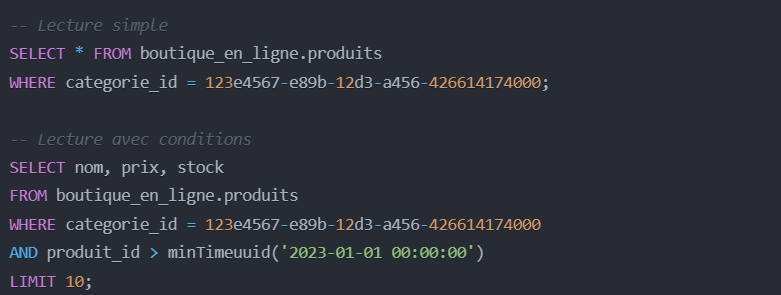 -- Lecture simple
SELECT * FROM boutique_en_ligne.produits
WHERE categorie_id = 123e4567-e89b-12d3-a456-426614174000;
-- Lecture avec conditions
SELECT nom, prix, stock
FROM boutique_en_ligne.produits
WHERE categorie_id = 123e4567-e89b-12d3-a456-426614174000
AND produit_id > minTimeuuid('2023-01-01 00:00:00')
LIMIT 10;